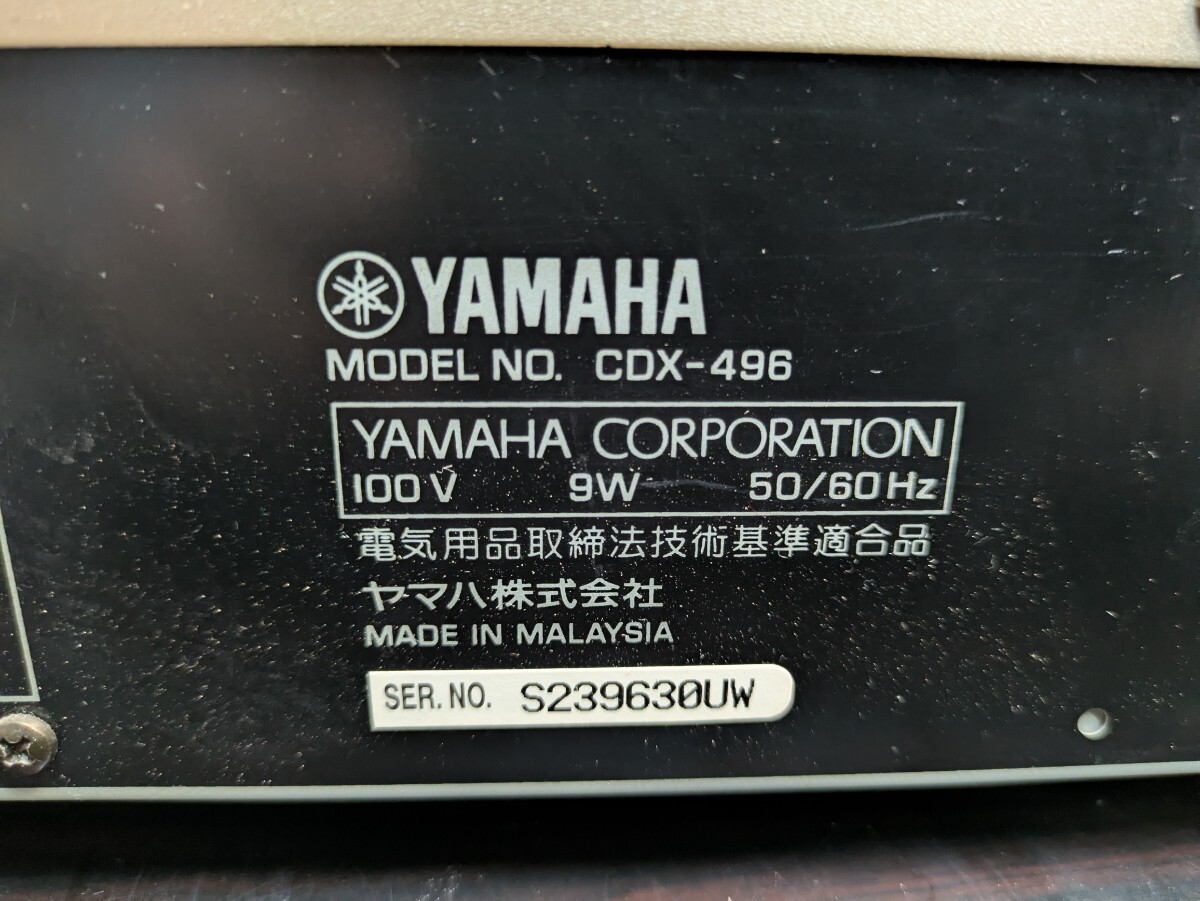 YAMAHA
MODEL NO. CDX-496
YAMAHA CORPORATION
100V 9W 50/60Hz
電気用品取締法技術基準適合品
ヤマハ株式会社
MADE IN MALAYSIA
SER. NO. S239630UW